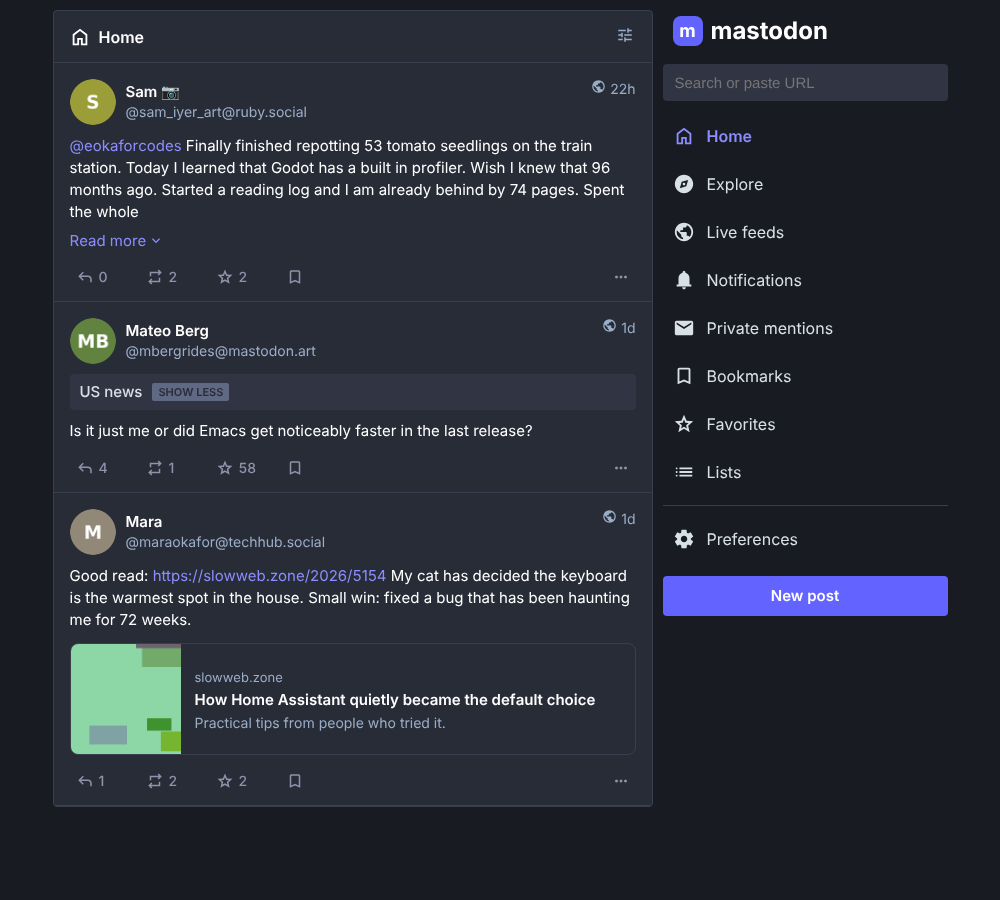 Home
S
Sam 📷
@sam_iyer_art@ruby.social
22h
@eokaforcodes Finally finished repotting 53 tomato seedlings on the train
station. Today I learned that Godot has a built in profiler. Wish I knew that 96
months ago. Started a reading log and I am already behind by 74 pages. Spent
the whole
Read more
0 2 2
MB
Mateo Berg
@mbergrides@mastodon.art
1d
US news SHOW LESS
Is it just me or did Emacs get noticeably faster in the last release?
4 1 58
M
Mara
@maraokafor@techhub.social
1d
Good read: https://slowweb.zone/2026/5154 My cat has decided the keyboard
is the warmest spot in the house. Small win: fixed a bug that has been haunting
me for 72 weeks.
slowweb.zone
How Home Assistant quietly became the default choice
Practical tips from people who tried it.
1 2 2
m mastodon
Search or paste URL
Home
Explore
Live feeds
Notifications
Private mentions
Bookmarks
Favorites
Lists
Preferences
New post